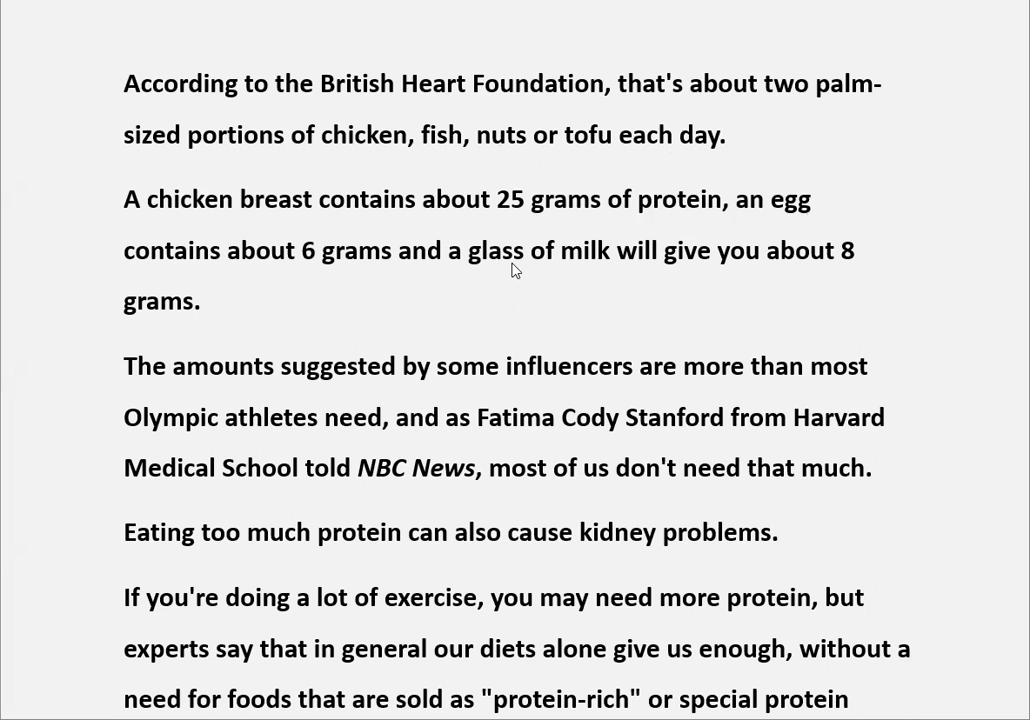 According to the British Heart Foundation, that's about two palm-
sized portions of chicken, fish, nuts or tofu each day.
A chicken breast contains about 25 grams of protein, an egg
contains about 6 grams and a glass of milk will give you about 8
grams.
The amounts suggested by some influencers are more than most
Olympic athletes need, and as Fatima Cody Stanford from Harvard
Medical School told NBC News, most of us don't need that much.
Eating too much protein can also cause kidney problems.
If you're doing a lot of exercise, you may need more protein, but
experts say that in general our diets alone give us enough, without a
need for foods that are sold as "protein-rich" or special protein